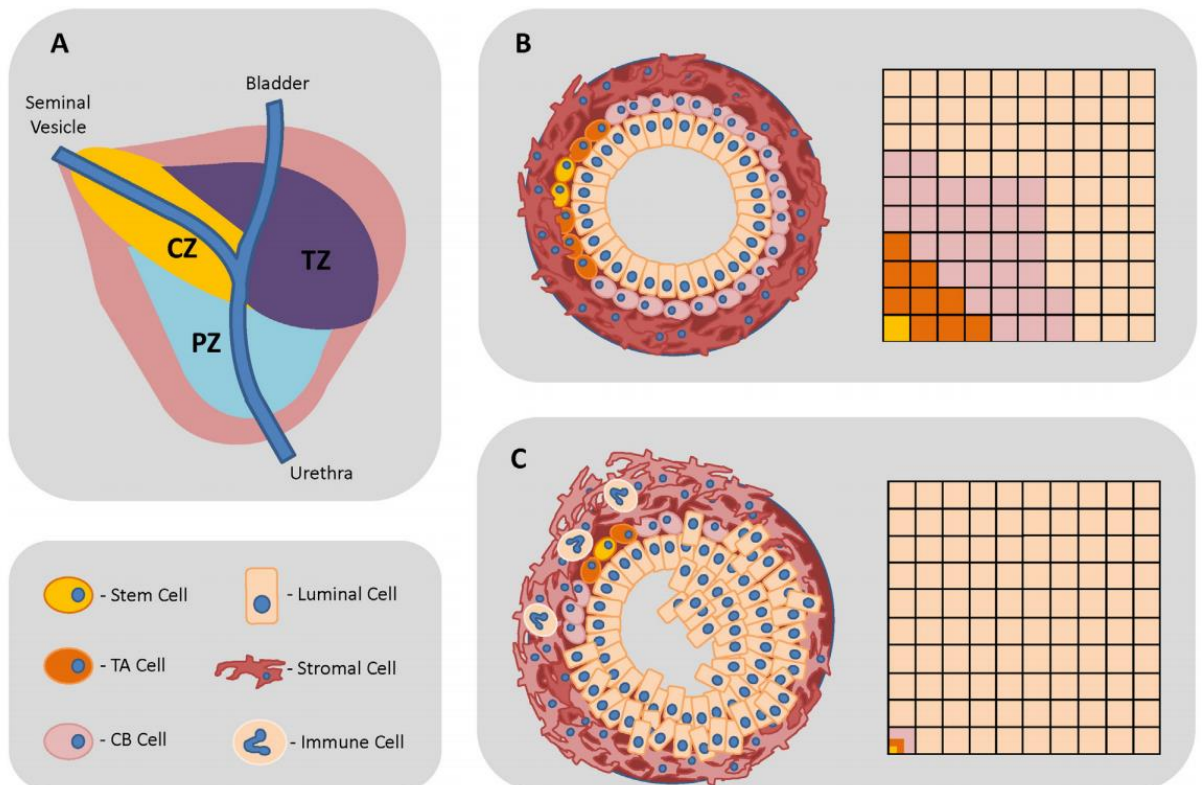 A
Bladder
Seminal
Vesicle
CZ
TZ
PZ
Urethra
B
C
- Stem Cell
- Luminal Cell
- TA Cell
- Stromal Cell
- CB Cell
- Immune Cell